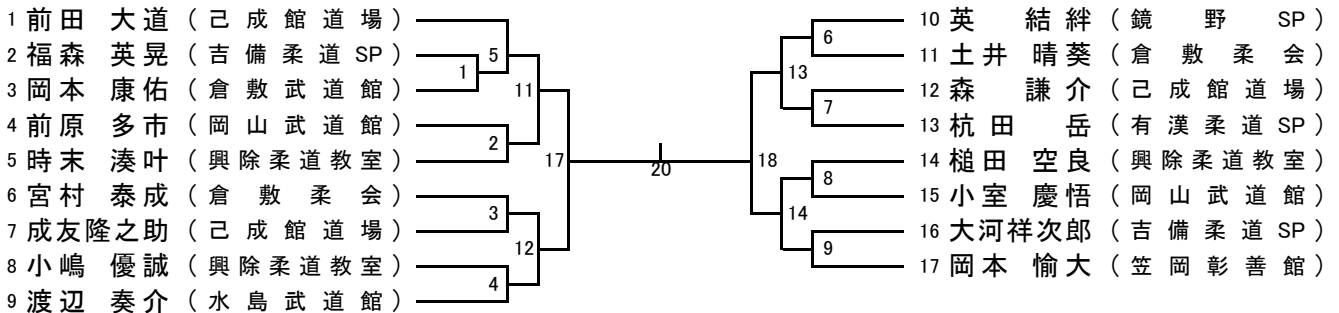 1 前田 大道 (己成館道場)
2 福森 英晃 (吉備柔道SP)
3 岡本 康佑 (倉敷武道館)
4 前原 多市 (岡山武道館)
5 時末 湊叶 (興除柔道教室)
6 宮村 泰成 (倉敷柔会)
7 成友隆之助 (己成館道場)
8 小嶋 優誠 (興除柔道教室)
9 渡辺 奏介 (水島武道館)
5
1
11
2
17
3
12
4
20
6
13
7
18
8
14
9
10 英 結絆 (鏡野SP)
11 土井 晴葵 (倉敷柔会)
12 森 謙介 (己成館道場)
13 杭田 岳 (有漢柔道SP)
14 槌田 空良 (興除柔道教室)
15 小室 慶悟 (岡山武道館)
16 大河祥次郎 (吉備柔道SP)
17 岡本 愉大 (笠岡彰善館)